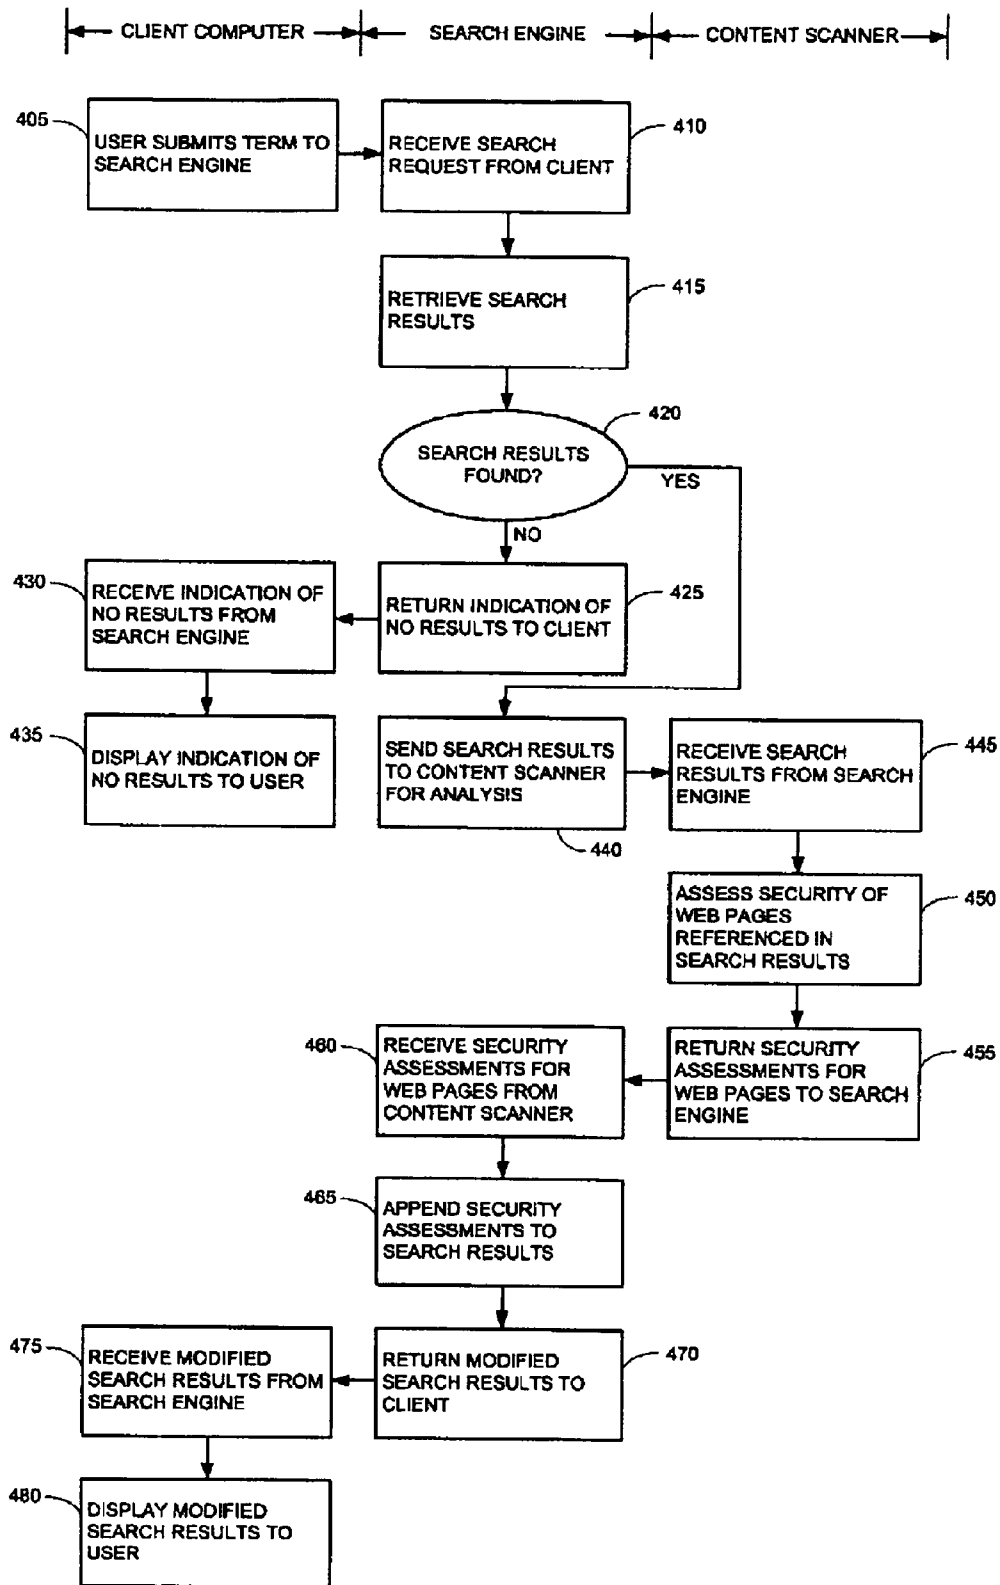 CLIENT COMPUTER
SEARCH ENGINE
CONTENT SCANNER
405
USER SUBMITS TERM TO
SEARCH ENGINE
RECEIVE SEARCH
REQUEST FROM CLIENT
410
RETRIEVE SEARCH
RESULTS
415
SEARCH RESULTS
FOUND?
420
YES
NO
430
RECEIVE INDICATION OF
NO RESULTS FROM
SEARCH ENGINE
RETURN INDICATION OF
NO RESULTS TO CLIENT
425
435
DISPLAY INDICATION OF
NO RESULTS TO USER
SEND SEARCH RESULTS
TO CONTENT SCANNER
FOR ANALYSIS
440
RECEIVE SEARCH
RESULTS FROM SEARCH
ENGINE
445
ASSESS SECURITY OF
WEB PAGES
REFERENCED IN
SEARCH RESULTS
450
460
RECEIVE SECURITY
ASSESSMENTS FOR
WEB PAGES FROM
CONTENT SCANNER
RETURN SECURITY
ASSESSMENTS FOR
WEB PAGES TO SEARCH
ENGINE
455
465
APPEND SECURITY
ASSESSMENTS TO
SEARCH RESULTS
475
RECEIVE MODIFIED
SEARCH RESULTS FROM
SEARCH ENGINE
RETURN MODIFIED
SEARCH RESULTS TO
CLIENT
470
480
DISPLAY MODIFIED
SEARCH RESULTS TO
USER